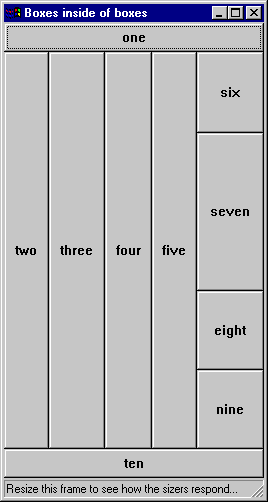 Boxes inside of boxes
one
two
three
four
five
six
seven
eight
nine
ten
Resize this frame to see how the sizers respond...